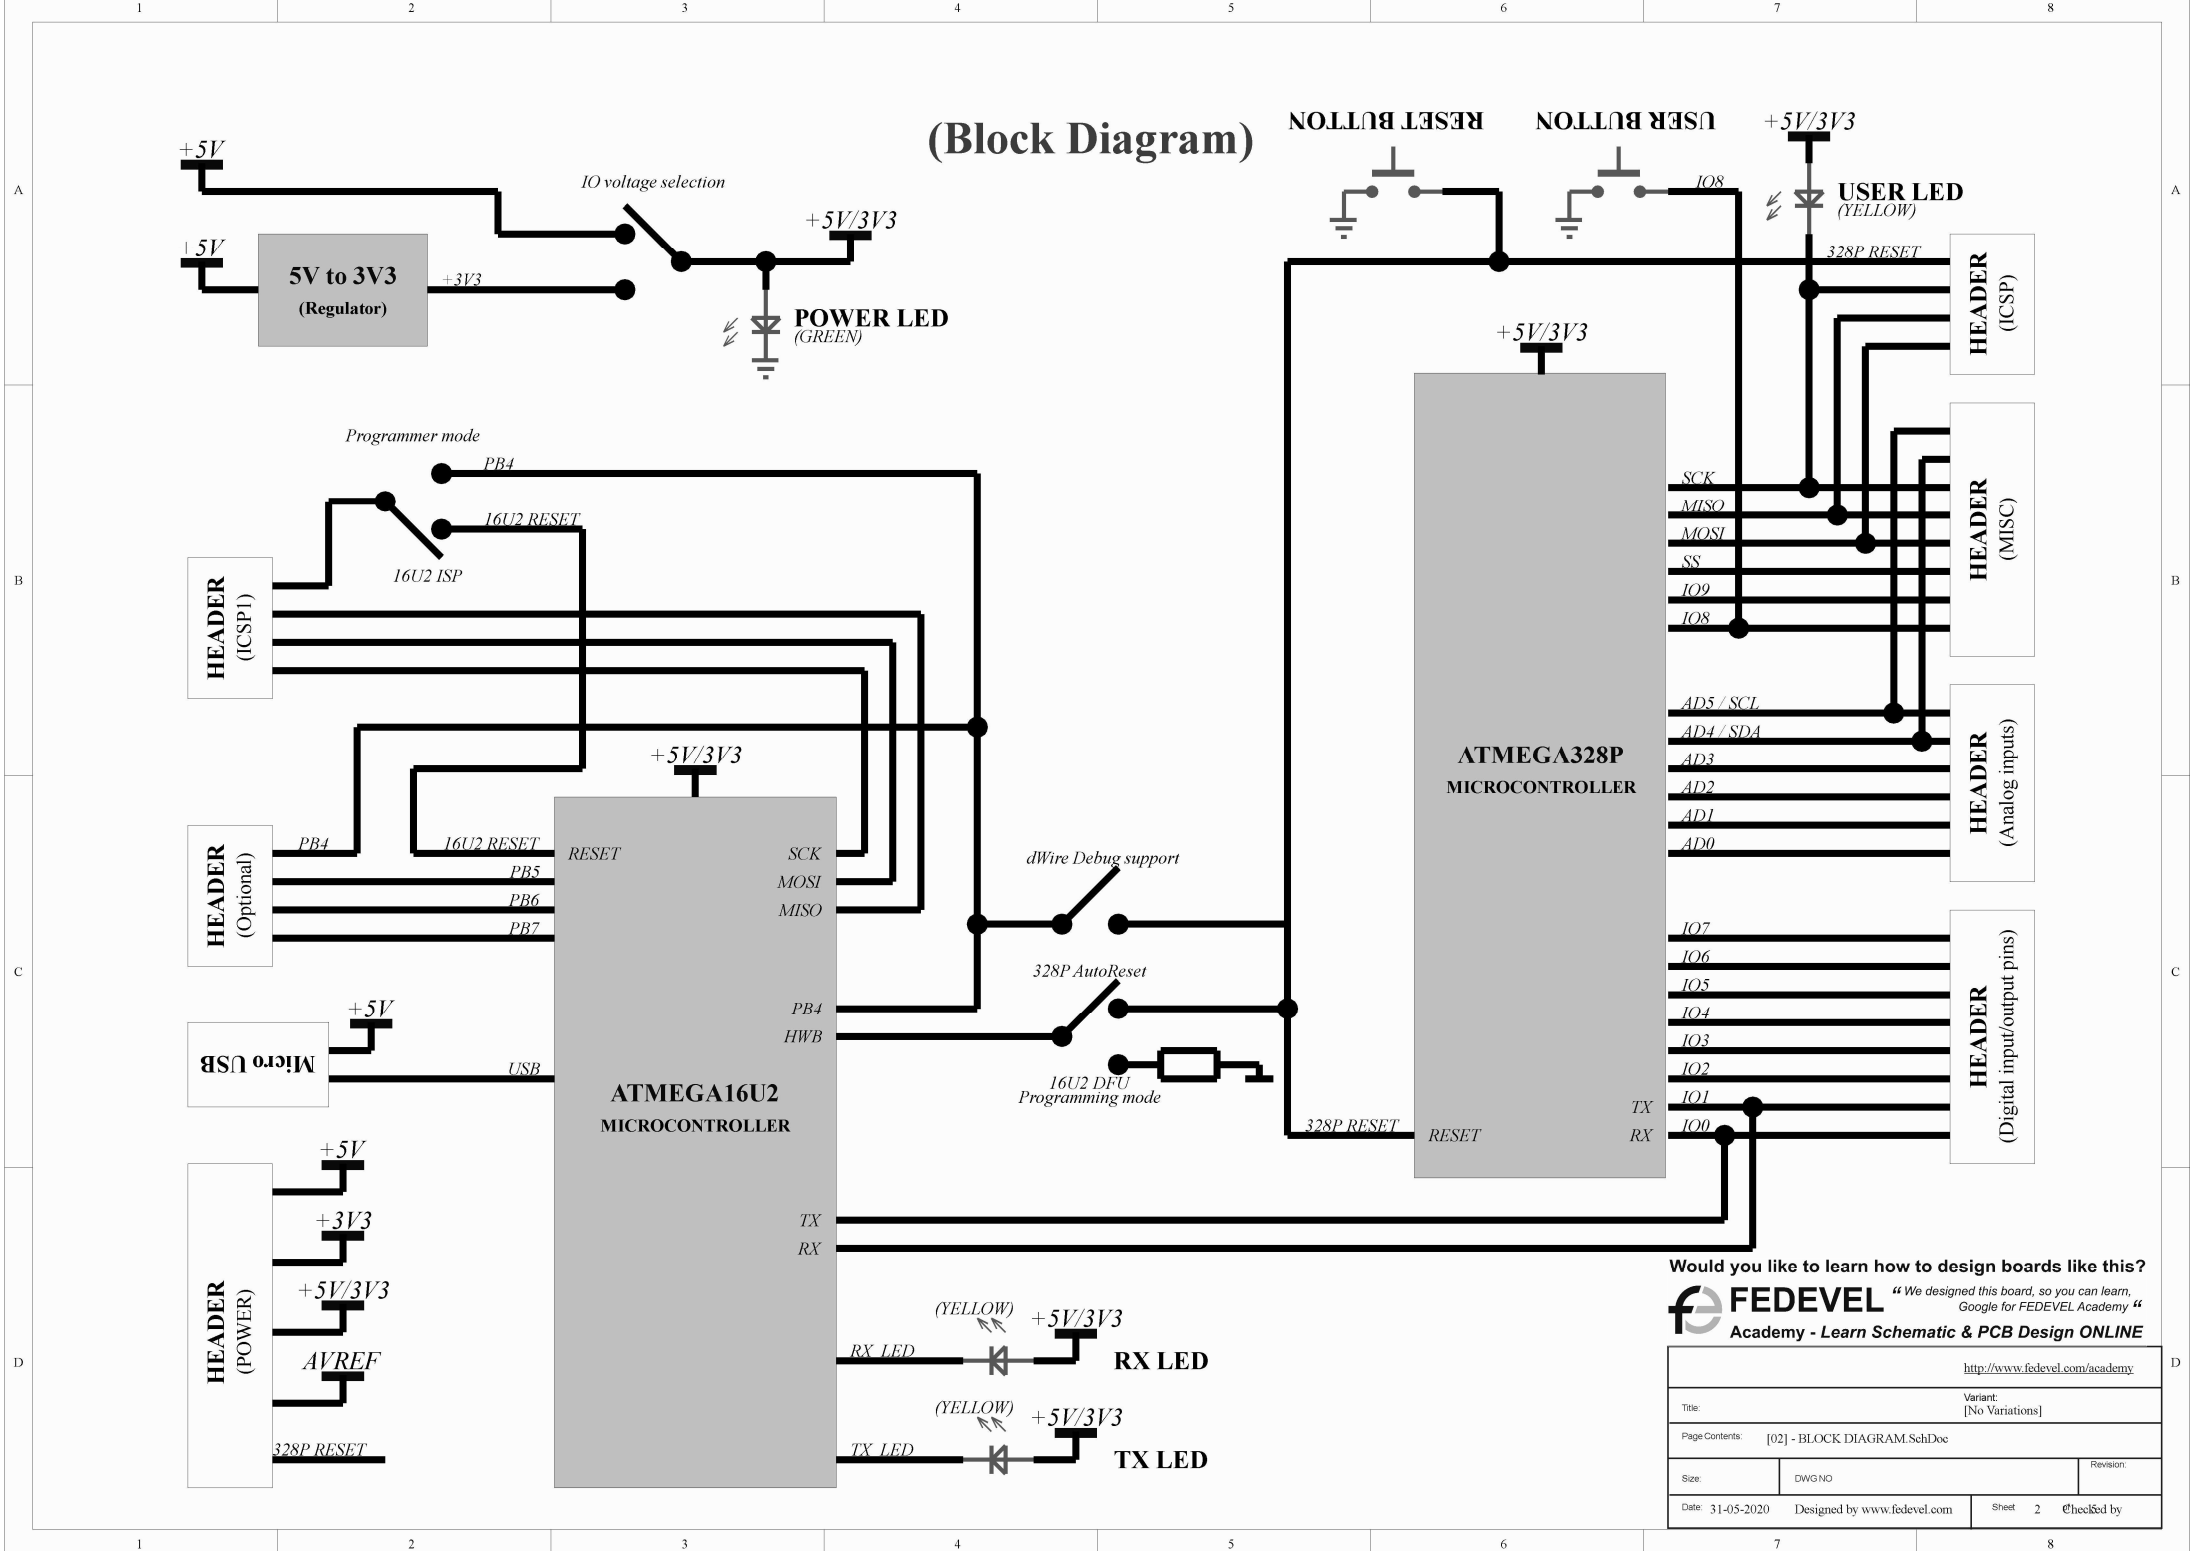 1 2 3 4 5 6 7 8
A
A
B
B
C
C
D
D
(Block Diagram)
+5V
IO voltage selection
+5V/3V3
5V
5V to 3V3
(Regulator)
+3V3
POWER LED
(GREEN)
RESET BUTTON
USER BUTTON
IO8
+5V/3V3
USER LED
(YELLOW)
328P RESET
HEADER
(ICSP)
Programmer mode
PB4
16U2 RESET
16U2 ISP
HEADER
(ICSP1)
+5V/3V3
HEADER
(Optional)
PB4
16U2 RESET
PB5
PB6
PB7
RESET
SCK
MOSI
MISO
PB4
HWB
ATMEGA16U2
MICROCONTROLLER
TX
RX
Micro USB
+5V
USB
HEADER
(POWER)
+5V
+3V3
+5V/3V3
AVREF
328P RESET
dWire Debug support
328P AutoReset
16U2 DFU
Programming mode
328P RESET
+5V/3V3
ATMEGA328P
MICROCONTROLLER
RESET
TX
RX
SCK
MISO
MOSI
SS
IO9
IO8
HEADER
(MISC)
AD5 / SCL
AD4 / SDA
AD3
AD2
AD1
AD0
HEADER
(Analog inputs)
IO7
IO6
IO5
IO4
IO3
IO2
IO1
IO0
HEADER
(Digital input/output pins)
RX LED
(YELLOW)
+5V/3V3
RX LED
TX LED
(YELLOW)
+5V/3V3
TX LED
Would you like to learn how to design boards like this?
FEDEVEL
“ We designed this board, so you can learn,
Google for FEDEVEL Academy “
Academy - Learn Schematic & PCB Design ONLINE
http://www.fedevel.com/academy
Title:
Variant:
[No Variations]
Page Contents: [02] - BLOCK DIAGRAM.SchDoc
Size:
DWG NO
Revision:
Date: 31-05-2020 Designed by www.fedevel.com
Sheet 2 of 5
Checked by
1 2 3 4 5 6 7 8